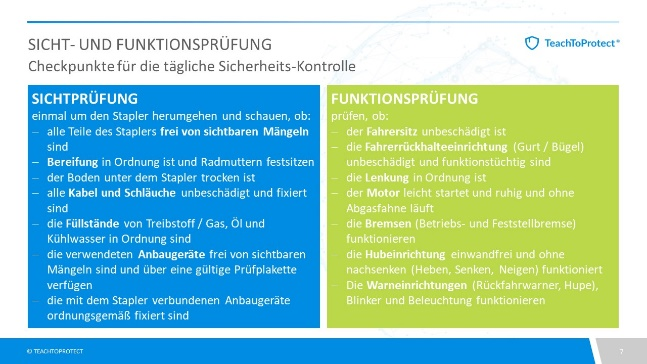 SICHT- UND FUNKTIONSPRÜFUNG
Checkpunkte für die tägliche Sicherheits-Kontrolle
TeachToProtect®
SICHTPRÜFUNG
einmal um den Stapler herumgehen und schauen, ob:
– alle Teile des Staplers frei von sichtbaren Mängeln
sind
– Bereifung in Ordnung ist und Radmuttern festsitzen
– der Boden unter dem Stapler trocken ist
– alle Kabel und Schläuche unbeschädigt und fixiert
sind
– die Füllstände von Treibstoff / Gas, Öl und
Kühlwasser in Ordnung sind
– die verwendeten Anbaugeräte frei von sichtbaren
Mängeln sind und über eine gültige Prüfplakette
verfügen
– die mit dem Stapler verbundenen Anbaugeräte
ordnungsgemäß fixiert sind
FUNKTIONSPRÜFUNG
prüfen, ob:
– der Fahrersitz unbeschädigt ist
– die Fahrerrückhalteeinrichtung (Gurt / Bügel)
unbeschädigt und funktionstüchtig sind
– die Lenkung in Ordnung ist
– der Motor leicht startet und ruhig und ohne
Abgasfahne läuft
– die Bremsen (Betriebs- und Feststellbremse)
funktionieren
– die Hubeinrichtung einwandfrei und ohne
nachsenken (Heben, Senken, Neigen) funktioniert
– Die Warneinrichtungen (Rückfahrwarner, Hupe),
Blinker und Beleuchtung funktionieren
© TEACHTOPROTECT
7